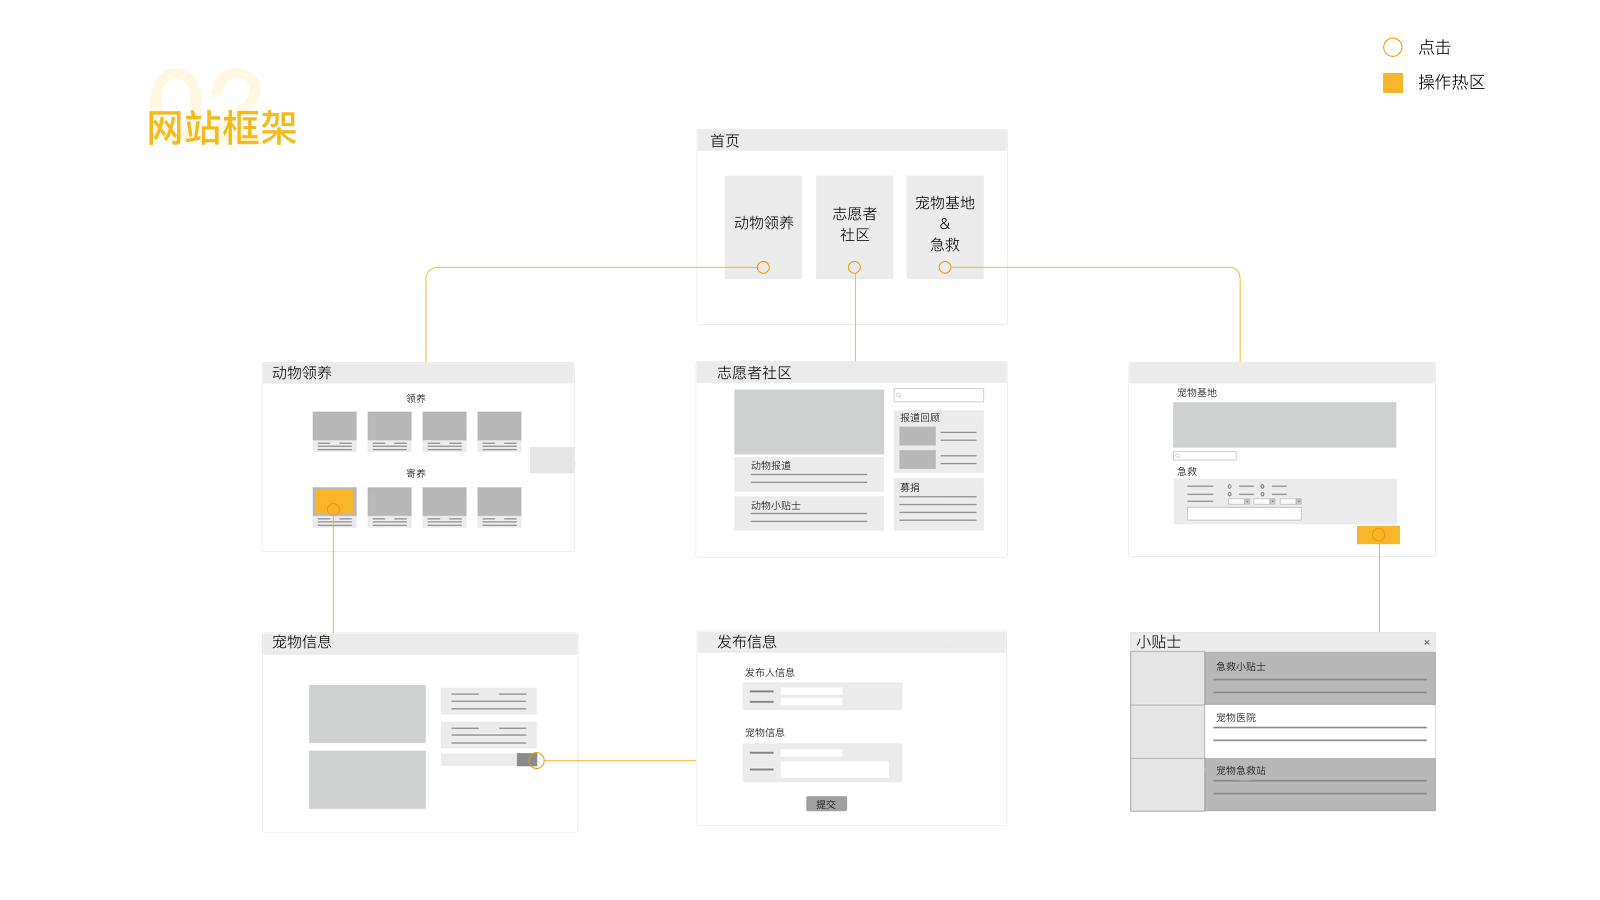 02
网站框架
点击
操作热区
首页
动物领养
志愿者
社区
宠物基地
&
急救
动物领养
领养
寄养
志愿者社区
报道回顾
动物报道
动物小贴士
募捐
宠物基地
急救
宠物信息
发布信息
发布人信息
宠物信息
提交
小贴士
×
急救小贴士
宠物医院
宠物急救站